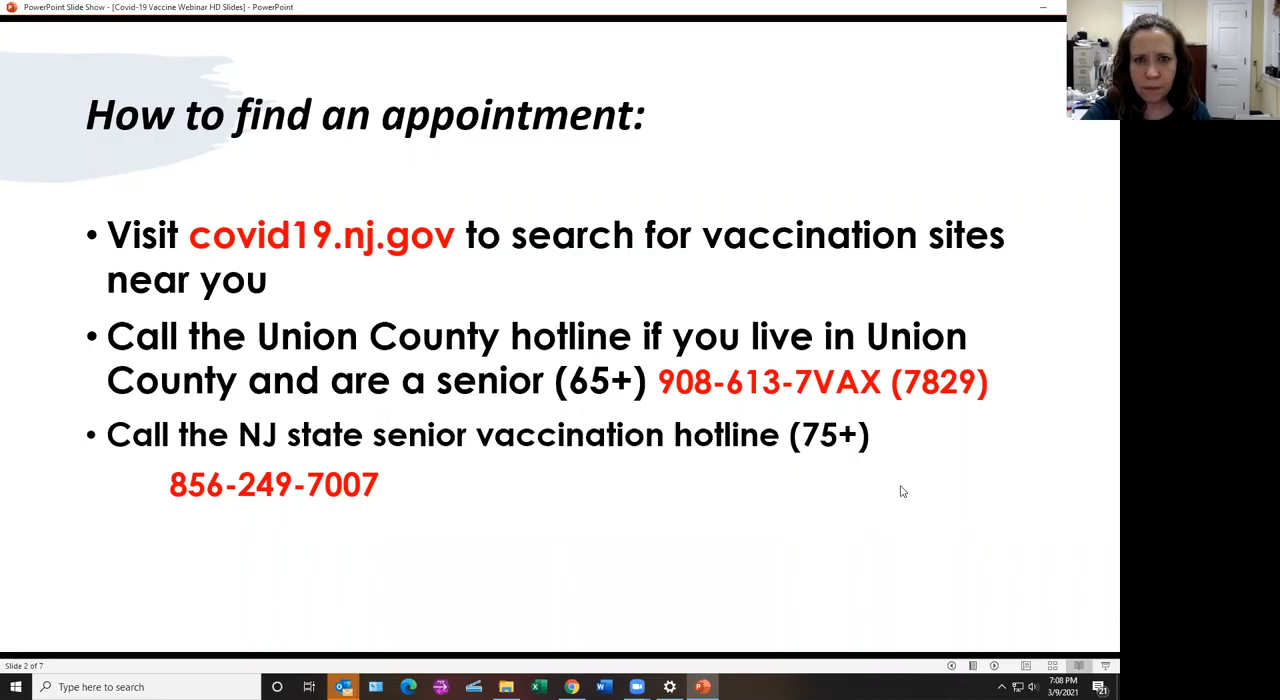 PowerPoint Slide Show - [Covid-19 Vaccine Webinar HD Slides] - PowerPoint
How to find an appointment:
• Visit covid19.nj.gov to search for vaccination sites
near you
• Call the Union County hotline if you live in Union
County and are a senior (65+) 908-613-7VAX (7829)
• Call the NJ state senior vaccination hotline (75+)
856-249-7007
Slide 2 of 7
Type here to search
7:08 PM
3/9/2021
21